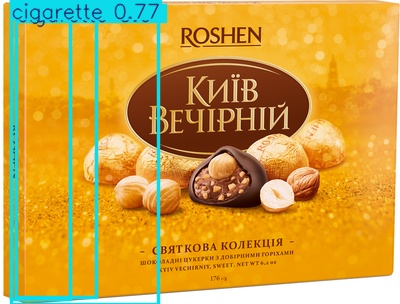 cigarette 0.77
ROSHEN
КИЇВ
ВЕЧІРНІЙ
СВЯТКОВА КОЛЕКЦІЯ
ШОКОЛАДНІ ЦУКЕРКИ З ДОБІРНИМИ ГОРІХАМИ
KYIV VECHIRNIY, SWEET. NET WT 6,2 oz
176 г/g